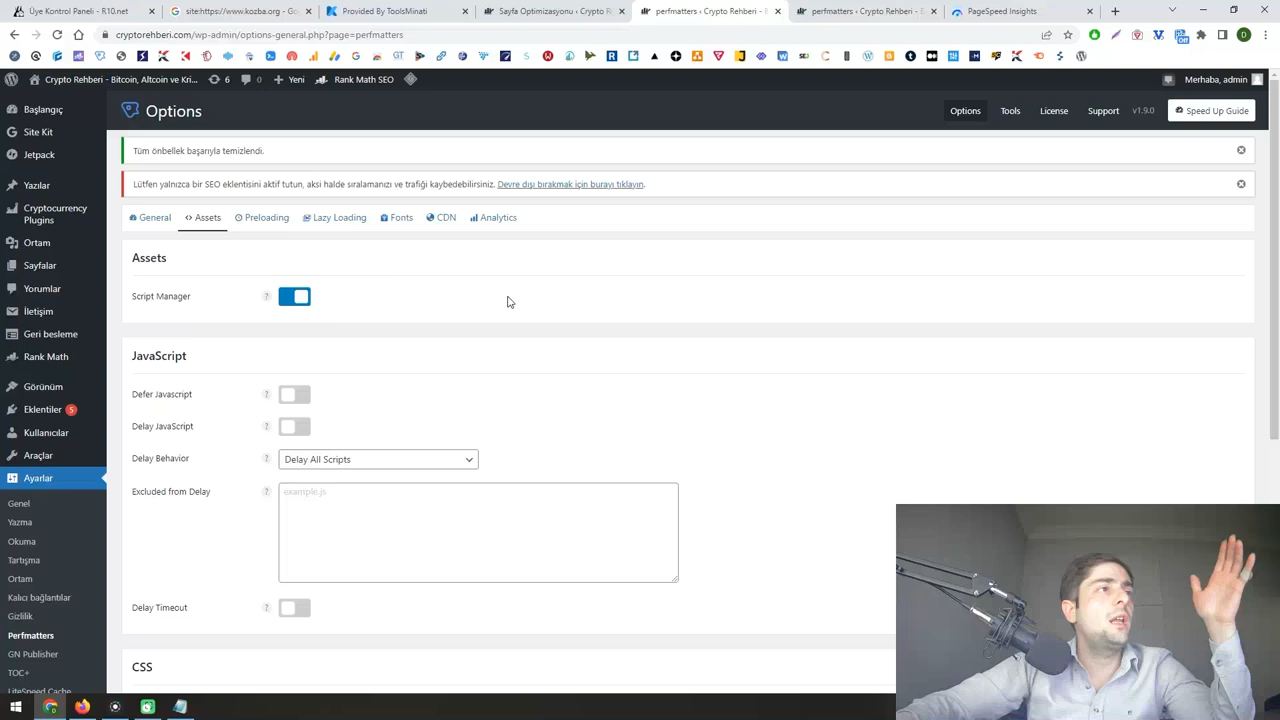 Üye Kontrol Paneli - R10.net
site:https://www.kozba.org - Goo
Provided By ToolsMinati
Sayfa Optimizasyonu ‹ Crypto Re
perfmatters ‹ Crypto Rehberi - B
perfmatters ‹ Crypto Rehberi - B
PageSpeed Insights
cryptorehberi.com/wp-admin/options-general.php?page=perfmatters
Crypto Rehberi - Bitcoin, Altcoin ve Kri...
6
0
Yeni
Rank Math SEO
Merhaba, admin
Başlangıç
Site Kit
Jetpack
Yazılar
Cryptocurrency
Plugins
Ortam
Sayfalar
Yorumlar
İletişim
Geri besleme
Rank Math
Görünüm
Eklentiler 5
Kullanıcılar
Araçlar
Ayarlar
Genel
Yazma
Okuma
Tartışma
Ortam
Kalıcı bağlantılar
Gizlilik
Perfmatters
GN Publisher
TOC+
LiteSpeed Cache
Options
Options
Tools
License
Support
v1.9.0
Speed Up Guide
Tüm önbellek başarıyla temizlendi.
Lütfen yalnızca bir SEO eklentisini aktif tutun, aksi halde sıralamanızı ve trafiği kaybedebilirsiniz. Devre dışı bırakmak için burayı tıklayın.
General
Assets
Preloading
Lazy Loading
Fonts
CDN
Analytics
Assets
Script Manager ?
JavaScript
Defer Javascript ?
Delay JavaScript ?
Delay Behavior ? Delay All Scripts
Excluded from Delay ? example.js
Delay Timeout ?
CSS